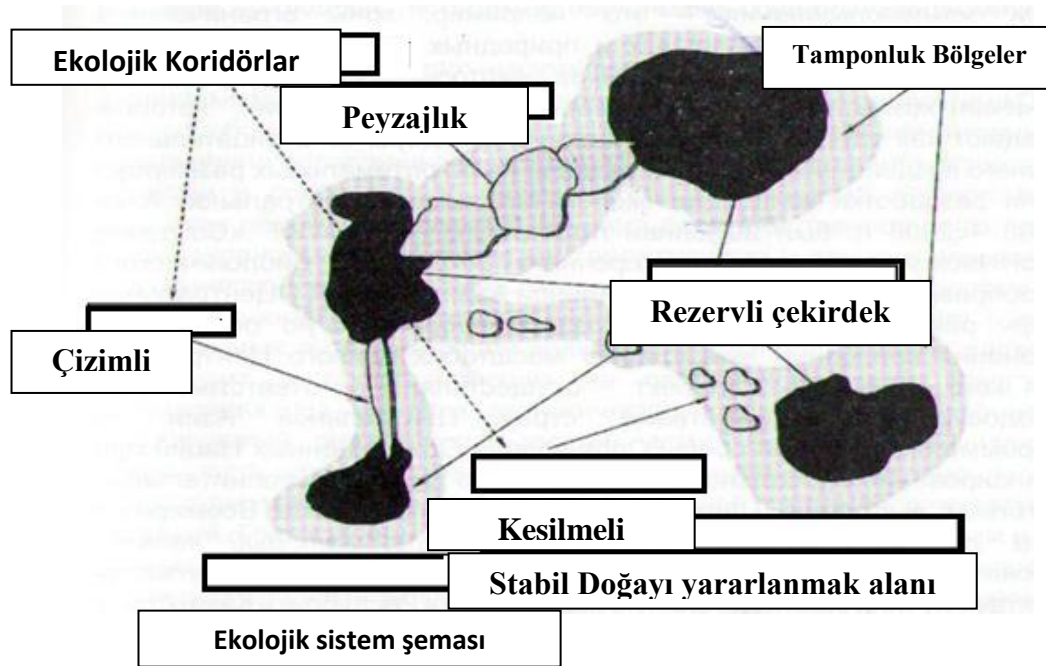 Ekolojik Koridörlar
Tamponluk Bölgeler
Peyzajlık
Rezervli çekirdek
Çizimli
Kesilmeli
Stabil Doğayı yararlanmak alanı
Ekolojik sistem şeması